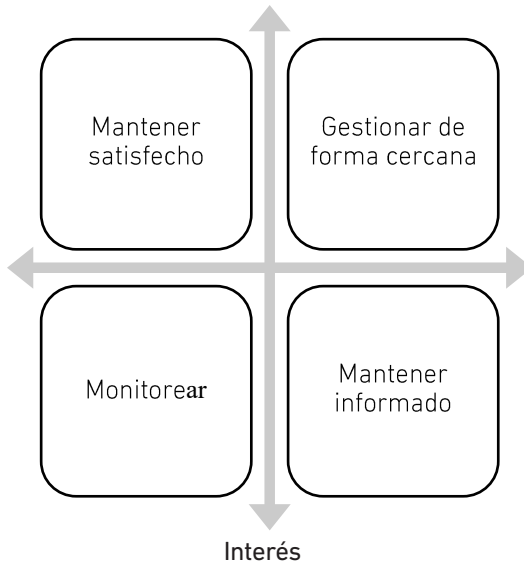 Mantener
satisfecho
Gestionar de
forma cercana
Monitorear
Mantener
informado
Interés